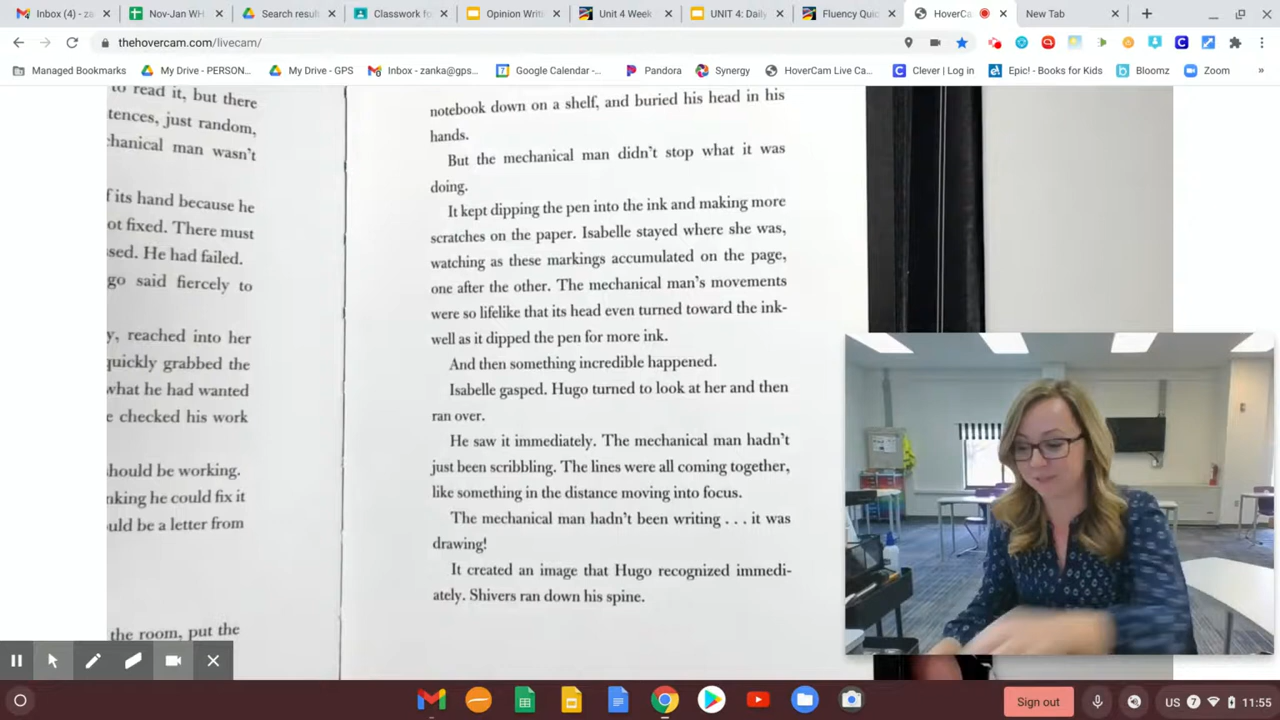 Inbox (4) - za
Nov-Jan WH
Search resul
Classwork fo
Opinion Writ
Unit 4 Week
UNIT 4: Daily
Fluency Quic
HoverCa
New Tab
thehovercam.com/livecam/
Managed Bookmarks
My Drive - PERSON...
My Drive - GPS
Inbox - zanka@gps...
Google Calendar -...
Pandora
Synergy
HoverCam Live Ca...
Clever | Log in
Epic! - Books for Kids
Bloomz
Zoom
»
to read it, but there
tences, just random,
chanical man wasn't
f its hand because he
ot fixed. There must
sed. He had failed.
go said fiercely to
y, reached into her
quickly grabbed the
what he had wanted
e checked his work
hould be working.
nking he could fix it
uld be a letter from
the room, put the
notebook down on a shelf, and buried his head in his
hands.
But the mechanical man didn't stop what it was
doing.
It kept dipping the pen into the ink and making more
scratches on the paper. Isabelle stayed where she was,
watching as these markings accumulated on the page,
one after the other. The mechanical man's movements
were so lifelike that its head even turned toward the ink-
well as it dipped the pen for more ink.
And then something incredible happened.
Isabelle gasped. Hugo turned to look at her and then
ran over.
He saw it immediately. The mechanical man hadn't
just been scribbling. The lines were all coming together,
like something in the distance moving into focus.
The mechanical man hadn't been writing . . . it was
drawing!
It created an image that Hugo recognized immedi-
ately. Shivers ran down his spine.
Sign out
US
7
11:55